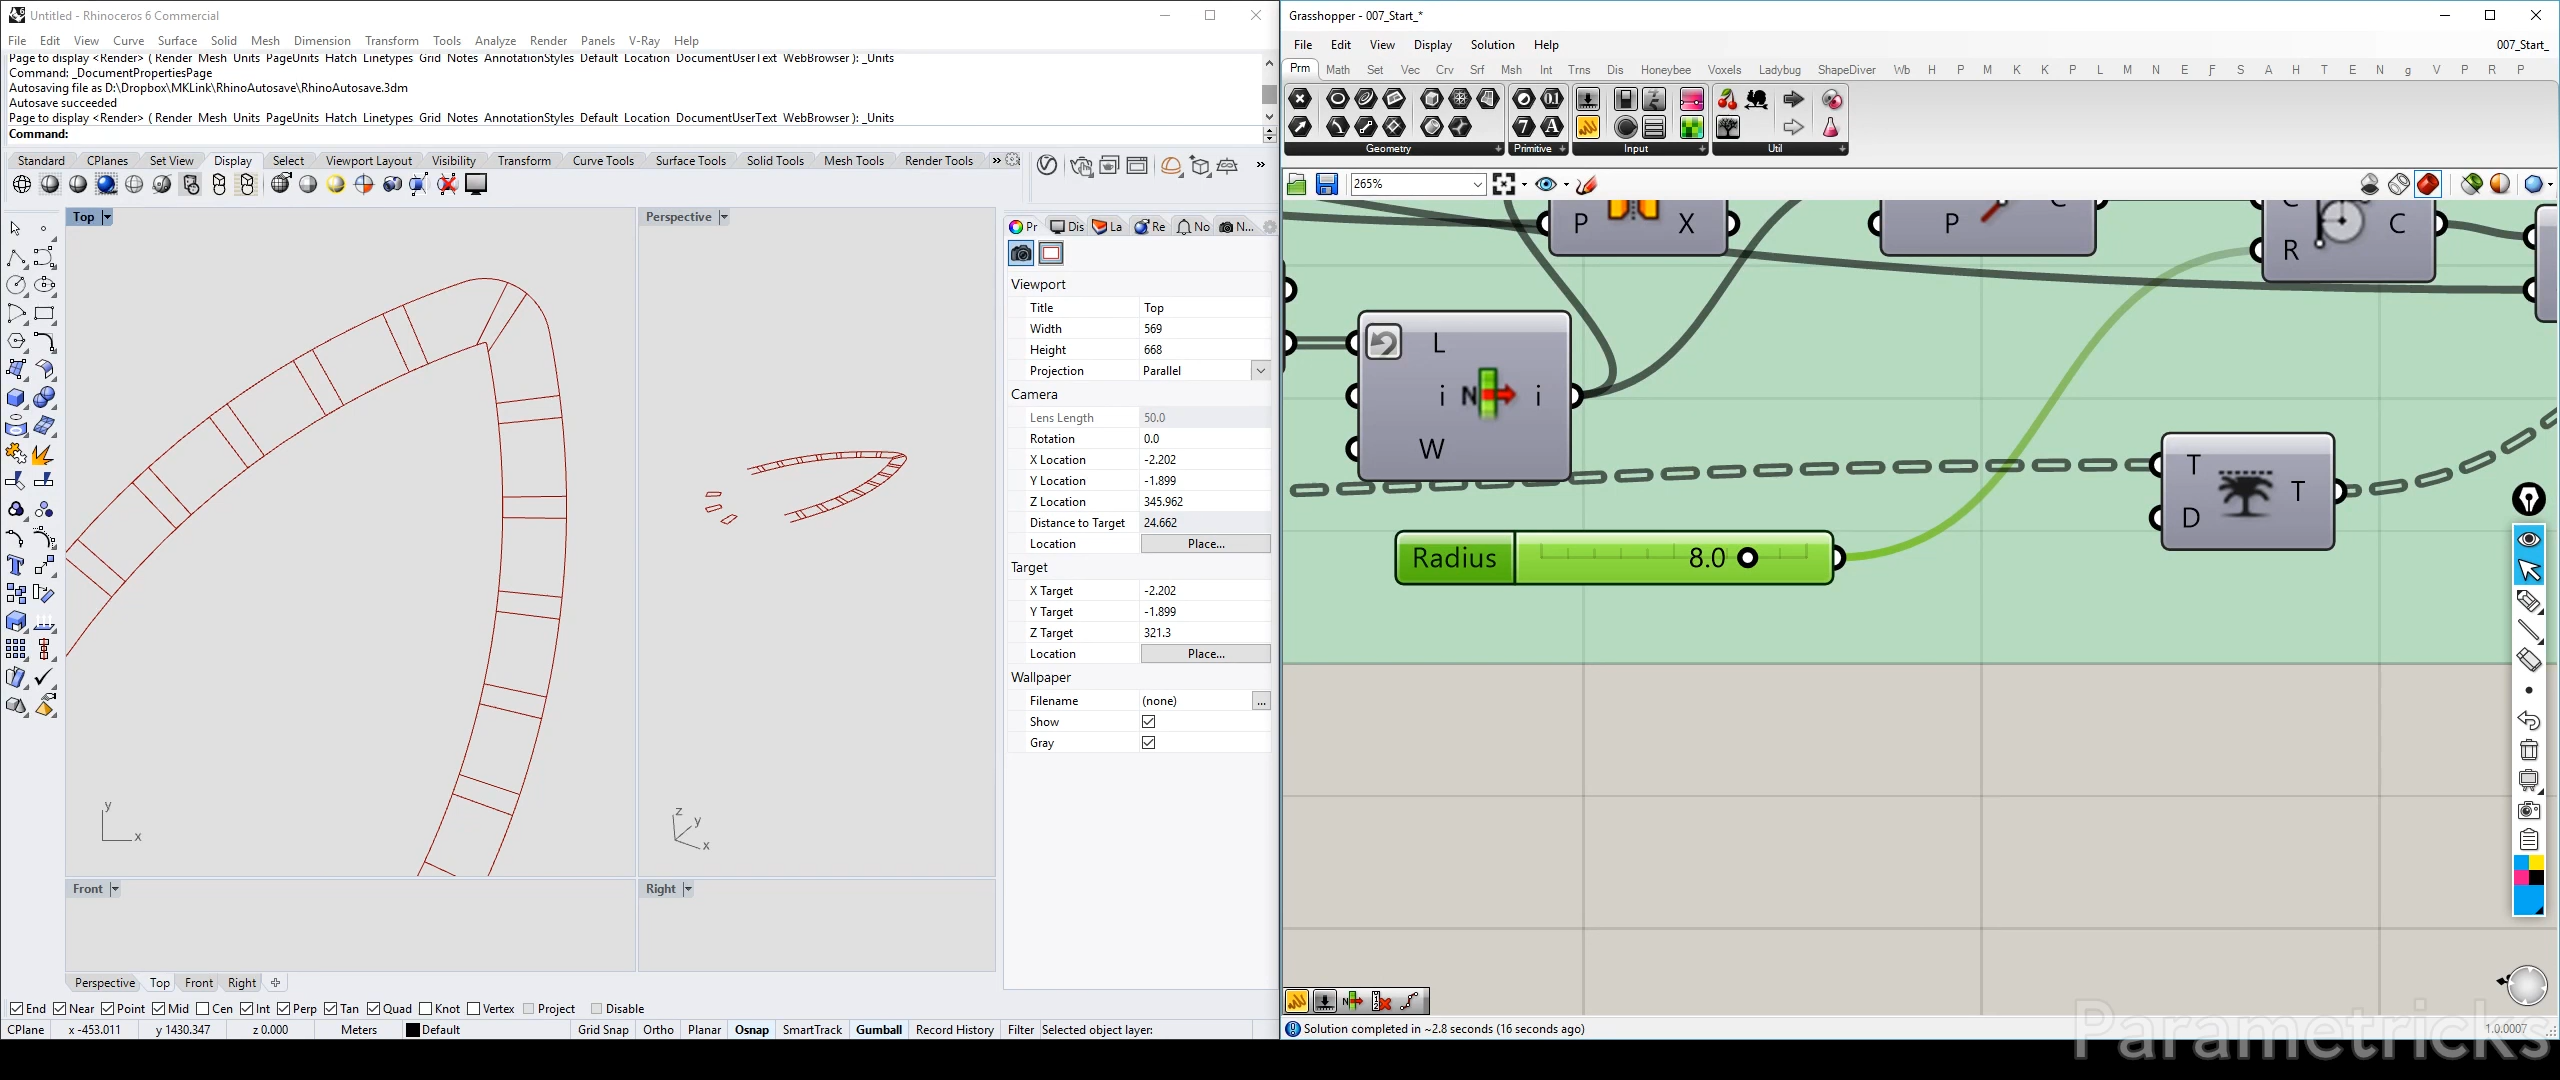 Untitled - Rhinoceros 6 Commercial
File Edit View Curve Surface Solid Mesh Dimension Transform Tools Analyze Render Panels V-Ray Help
Page to display <Render> ( Render Mesh Units PageUnits Hatch Linetypes Grid Notes AnnotationStyles Default Location DocumentUserText WebBrowser ): _Units
Command: _DocumentPropertiesPage
Autosaving file as D:\Dropbox\MKLink\RhinoAutosave\RhinoAutosave.3dm
Autosave succeeded
Page to display <Render> ( Render Mesh Units PageUnits Hatch Linetypes Grid Notes AnnotationStyles Default Location DocumentUserText WebBrowser ): _Units
Command:
Standard CPlanes Set View Display Select Viewport Layout Visibility Transform Curve Tools Surface Tools Solid Tools Mesh Tools Render Tools »
»
Top
Perspective
Pr Dis La Re No N...
Viewport
Title Top
Width 569
Height 668
Projection Parallel
Camera
Lens Length 50.0
Rotation 0.0
X Location -2.202
Y Location -1.899
Z Location 345.962
Distance to Target 24.662
Location Place...
Target
X Target -2.202
Y Target -1.899
Z Target 321.3
Location Place...
Wallpaper
Filename (none) ...
Show
Gray
y
x
z
y
x
Front
Right
Perspective Top Front Right
End Near Point Mid Cen Int Perp Tan Quad Knot Vertex Project Disable
CPlane x -453.011 y 1430.347 z 0.000 Meters Default Grid Snap Ortho Planar Osnap SmartTrack Gumball Record History Filter Selected object layer:
Grasshopper - 007_Start_*
File Edit View Display Solution Help 007_Start_
Prm Math Set Vec Crv Srf Msh Int Trns Dis Honeybee Voxels Ladybug ShapeDiver Wb H P M K K P L M N E F S A H T E N g V P R P
0.1
7 A
Geometry Primitive Input Util
265%
P X
P C
C
R C
L
i N i
W
T
D T
Radius 8.0
Solution completed in ~2.8 seconds (16 seconds ago)
1.0.0007
Parametricks